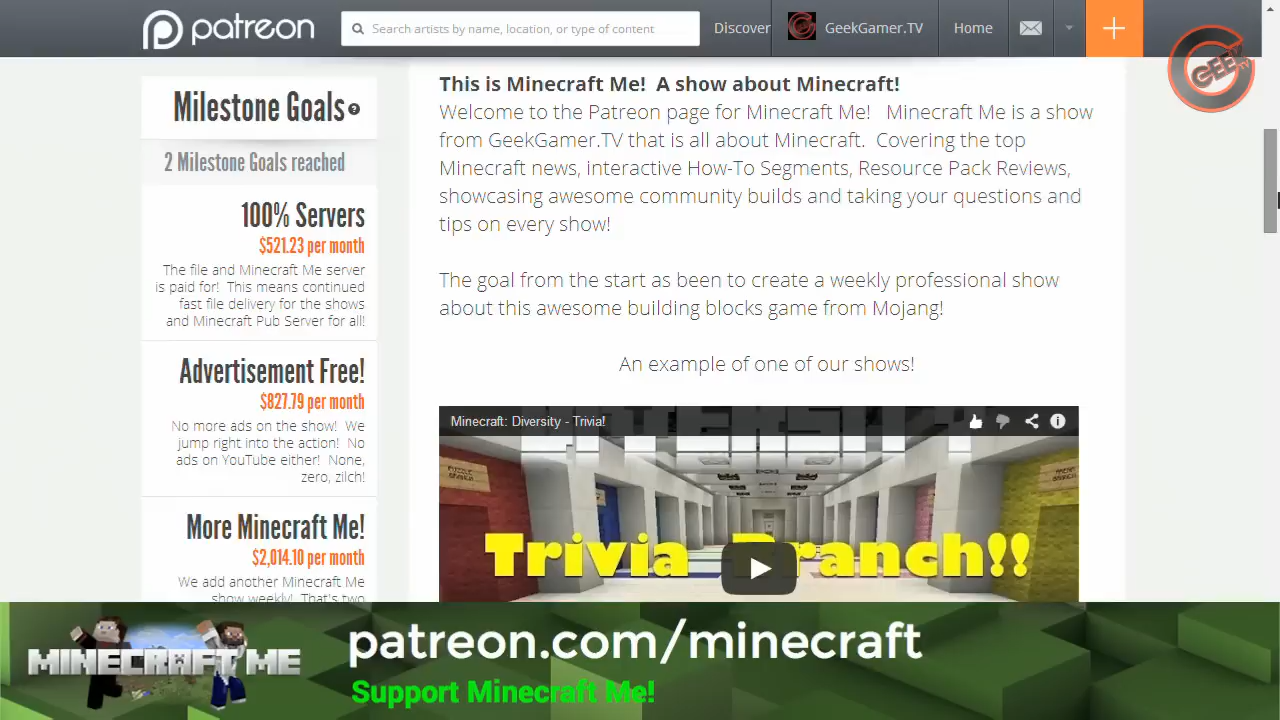 patreon
Search artists by name, location, or type of content
Discover
GeekGamer.TV
Home
GEEK
Milestone Goals
2 Milestone Goals reached
100% Servers
$521.23 per month
The file and Minecraft Me server
is paid for! This means continued
fast file delivery for the shows
and Minecraft Pub Server for all!
Advertisement Free!
$827.79 per month
No more ads on the show! We
jump right into the action! No
ads on YouTube either! None,
zero, zilch!
More Minecraft Me!
$2,014.10 per month
We add another Minecraft Me
show weekly! That's two
This is Minecraft Me! A show about Minecraft!
Welcome to the Patreon page for Minecraft Me! Minecraft Me is a show
from GeekGamer.TV that is all about Minecraft. Covering the top
Minecraft news, interactive How-To Segments, Resource Pack Reviews,
showcasing awesome community builds and taking your questions and
tips on every show!
The goal from the start as been to create a weekly professional show
about this awesome building blocks game from Mojang!
An example of one of our shows!
Minecraft: Diversity - Trivia!
Trivia Branch!!
MINECRAFT ME
patreon.com/minecraft
Support Minecraft Me!